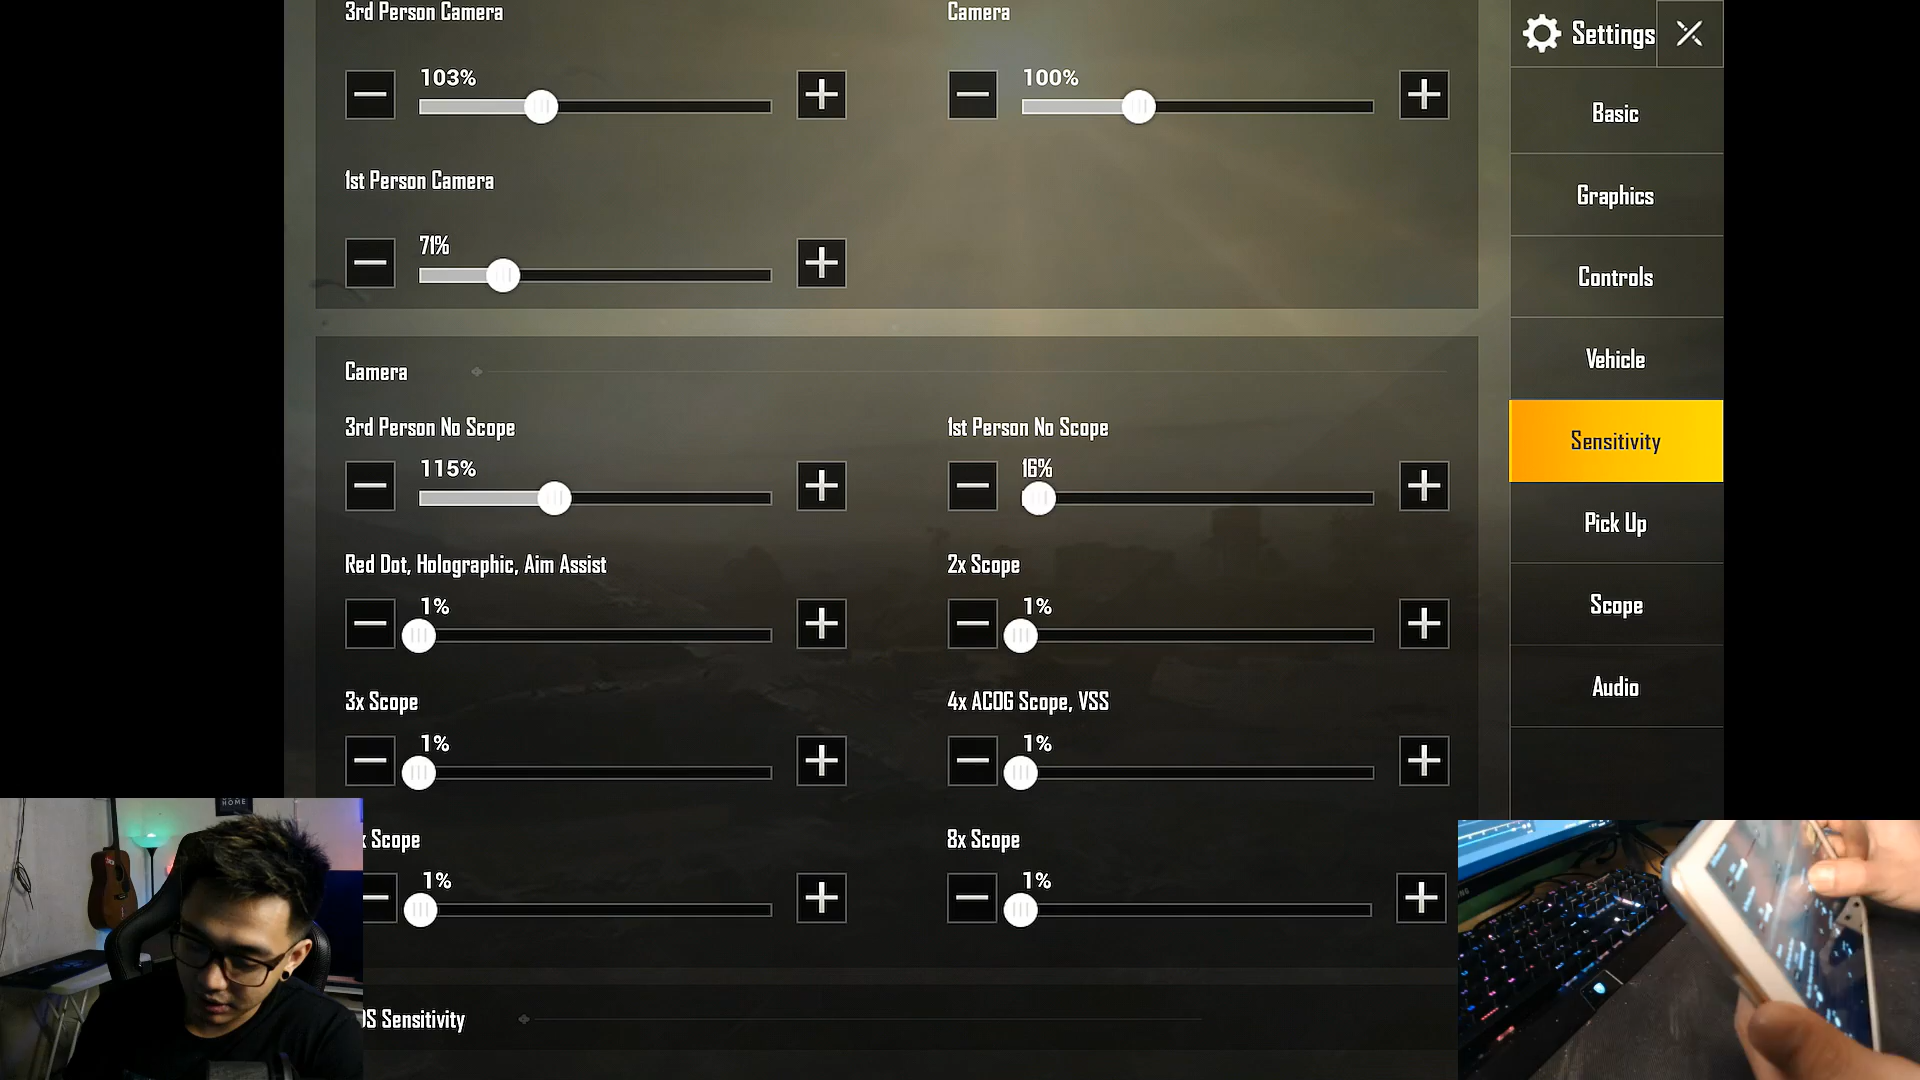 3rd Person Camera
Camera
103%
100%
1st Person Camera
71%
Camera
3rd Person No Scope
1st Person No Scope
115%
16%
Red Dot, Holographic, Aim Assist
2x Scope
1%
1%
3x Scope
4x ACOG Scope, VSS
1%
1%
Scope
8x Scope
1%
1%
Sensitivity
Settings
Basic
Graphics
Controls
Vehicle
Sensitivity
Pick Up
Scope
Audio
HOME